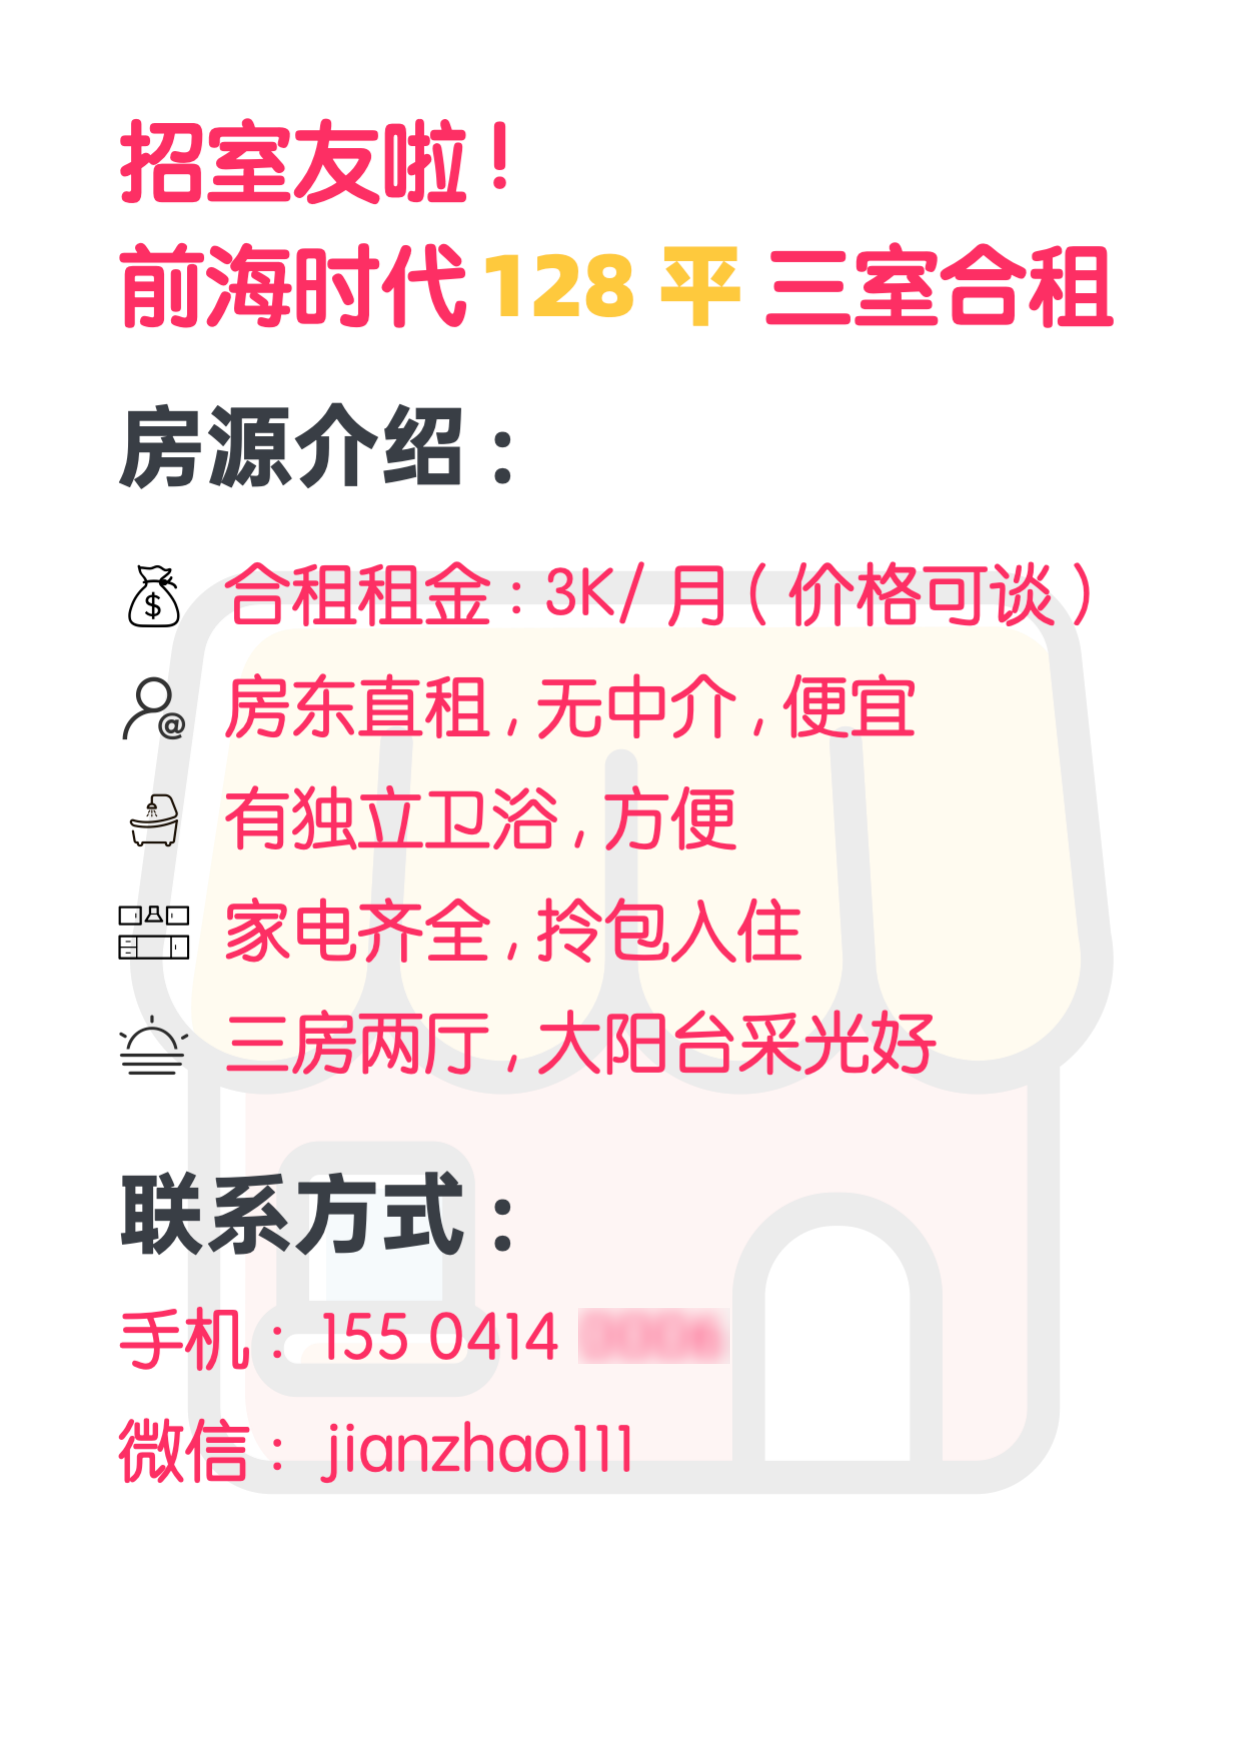 招室友啦！
前海时代128 平 三室合租
房源介绍：
合租租金：3K/ 月（价格可谈）
房东直租，无中介，便宜
有独立卫浴，方便
家电齐全，拎包入住
三房两厅，大阳台采光好
联系方式：
手机：155 0414
微信：jianzhao111